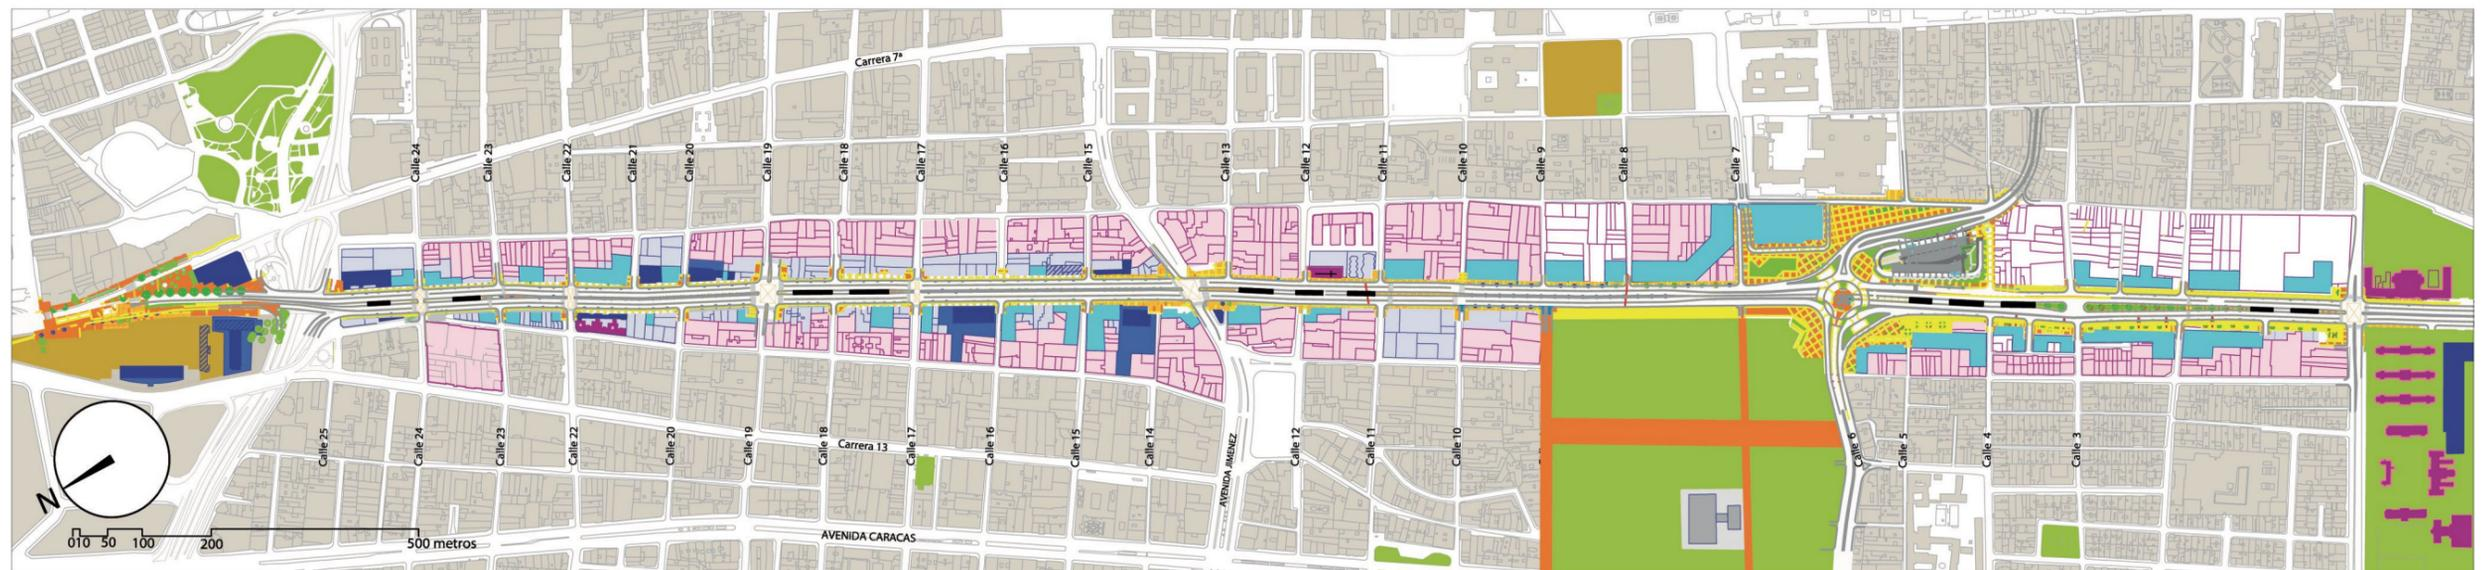 Carrera 7ª
Calle 24
Calle 23
Calle 22
Calle 21
Calle 20
Calle 19
Calle 18
Calle 17
Calle 16
Calle 15
Calle 13
Calle 12
Calle 11
Calle 10
Calle 9
Calle 8
Calle 7
Calle 25
Calle 24
Calle 23
Calle 22
Calle 20
Calle 19
Calle 18
Carrera 13
Calle 17
Calle 16
Calle 15
Calle 14
AVENIDA JIMENEZ
Calle 12
Calle 11
Calle 10
Calle 6
Calle 5
Calle 4
Calle 3
N
010 50 100 200 500 metros
AVENIDA CARACAS